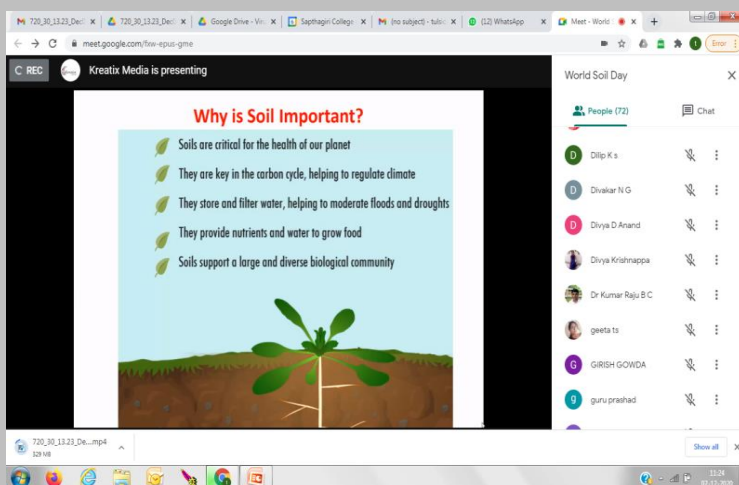 720_30_13.23_Dec
720_30_13.23_Dec
Google Drive - Vir
Sapthagiri College
(no subject) - tulsi
(12) WhatsApp
Meet - World
meet.google.com/fxw-epus-gme
Error
REC
Kreatix Media is presenting
World Soil Day
People (72)
Chat
Why is Soil Important?
Soils are critical for the health of our planet
They are key in the carbon cycle, helping to regulate climate
They store and filter water, helping to moderate floods and droughts
They provide nutrients and water to grow food
Soils support a large and diverse biological community
D
Dilip K s
D
Divakar N G
D
Divya D Anand
Divya Krishnappa
Dr Kumar Raju B C
geeta ts
G
GIRISH GOWDA
g
guru prashad
720_30_13.23_De....mp4
329 MB
Show all
11:24